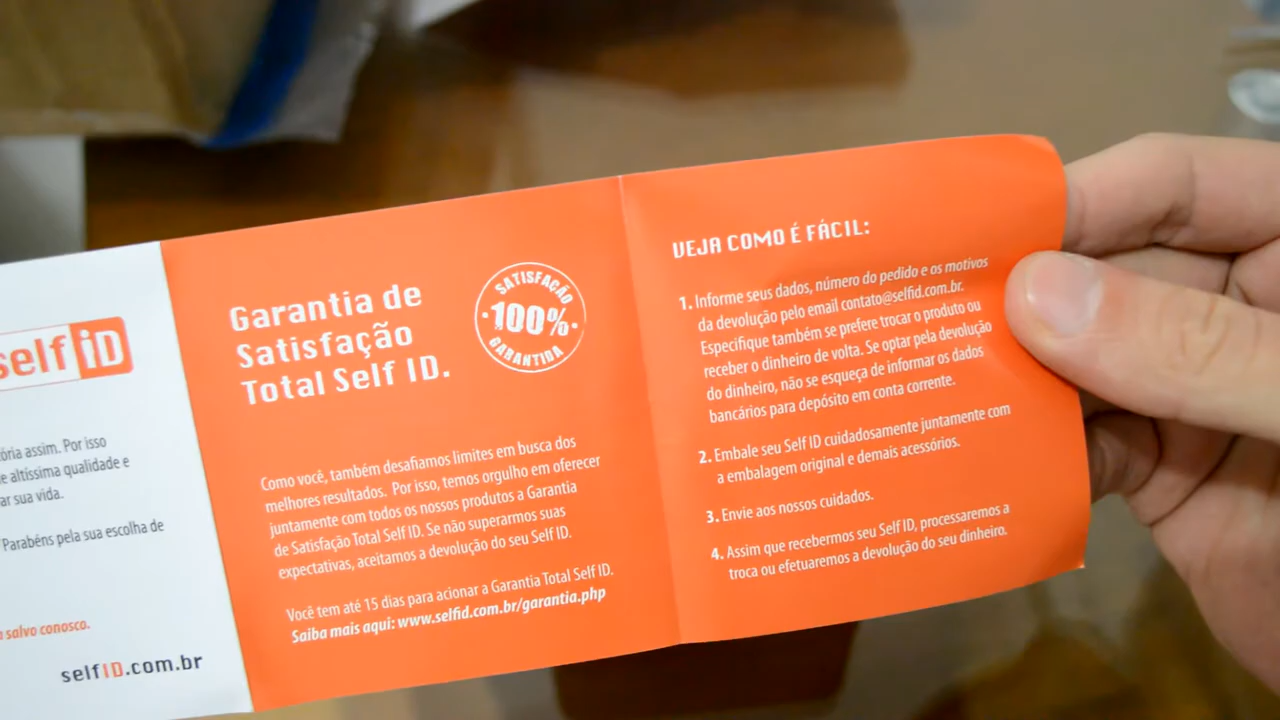 self iD
ória assim. Por isso
altíssima qualidade e
ar sua vida.
Parabéns pela sua escolha de
salvo conosco.
selfID.com.br
Garantia de
Satisfação
Total Self ID.
SATISFAÇÃO
100%
GARANTIDA
Como você, também desafiamos limites em busca dos
melhores resultados. Por isso, temos orgulho em oferecer
juntamente com todos os nossos produtos a Garantia
de Satisfação Total Self ID. Se não superarmos suas
expectativas, aceitamos a devolução do seu Self ID.
Você tem até 15 dias para acionar a Garantia Total Self ID.
Saiba mais aqui: www.selfid.com.br/garantia.php
VEJA COMO É FÁCIL:
1. Informe seus dados, número do pedido e os motivos
da devolução pelo email contato@selfid.com.br.
Especifique também se prefere trocar o produto ou
receber o dinheiro de volta. Se optar pela devolução
do dinheiro, não se esqueça de informar os dados
bancários para depósito em conta corrente.
2. Embale seu Self ID cuidadosamente juntamente com
a embalagem original e demais acessórios.
3. Envie aos nossos cuidados.
4. Assim que recebermos seu Self ID, processaremos a
troca ou efetuaremos a devolução do seu dinheiro.